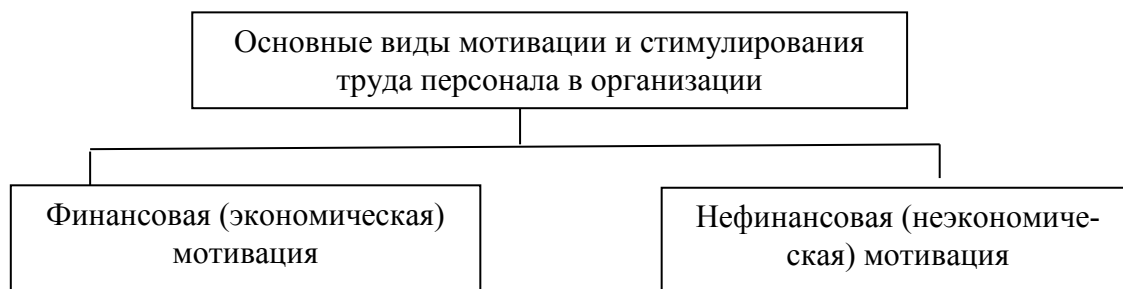 Основные виды мотивации и стимулирования
труда персонала в организации
Финансовая (экономическая)
мотивация
Нефинансовая (неэкономиче-
ская) мотивация